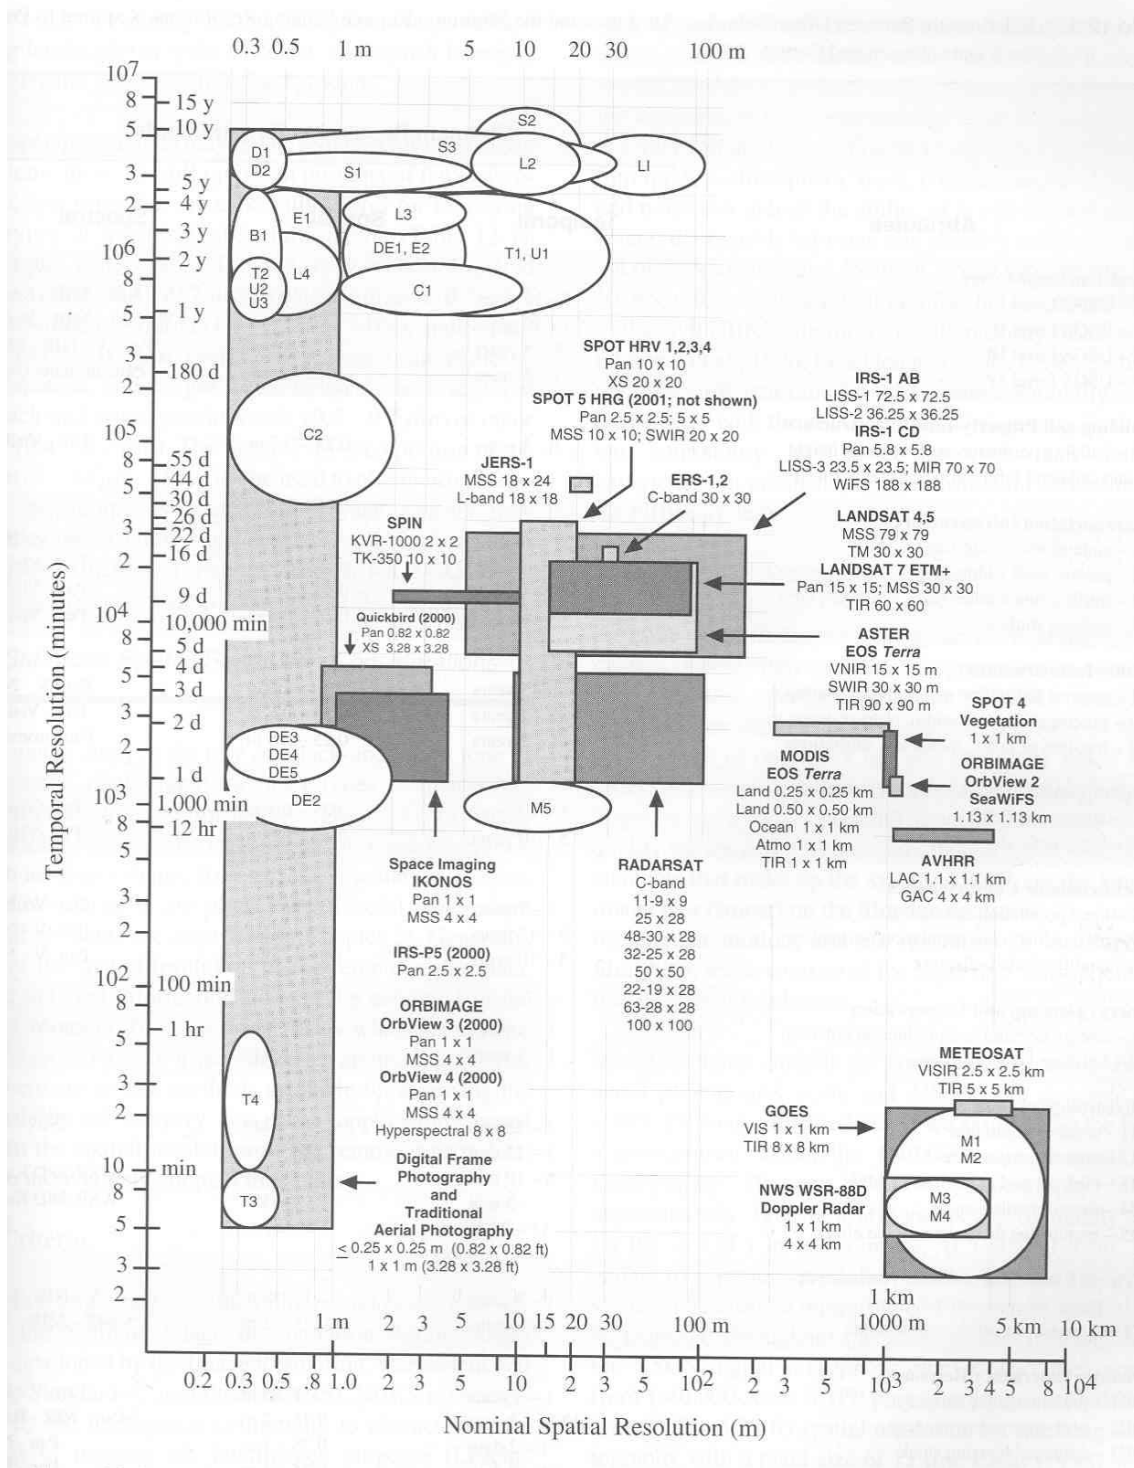 0.3 0.5 1 m 5 10 20 30 100 m
10⁷
8
15 y
5
10 y
3
5 y
2
4 y
3 y
10⁶
2 y
8
5
1 y
3
2
180 d
10⁵
8
55 d
44 d
5
30 d
26 d
3
22 d
2
16 d
9 d
10⁴
10,000 min
8
5 d
5
4 d
3 d
3
2 d
2
1 d
10³
1,000 min
8
12 hr
5
3
2
10²
100 min
8
1 hr
5
3
2
10 min
8
5
3
2
Temporal Resolution (minutes)
S2
D1
D2
S3
S1
L2
LI
E1
B1
L3
DE1, E2
T1, U1
T2
U2
U3
L4
C1
C2
SPOT HRV 1,2,3,4
Pan 10 x 10
XS 20 x 20
SPOT 5 HRG (2001; not shown)
Pan 2.5 x 2.5; 5 x 5
MSS 10 x 10; SWIR 20 x 20
IRS-1 AB
LISS-1 72.5 x 72.5
LISS-2 36.25 x 36.25
IRS-1 CD
Pan 5.8 x 5.8
LISS-3 23.5 x 23.5; MIR 70 x 70
WiFS 188 x 188
JERS-1
MSS 18 x 24
L-band 18 x 18
ERS-1,2
C-band 30 x 30
SPIN
KVR-1000 2 x 2
TK-350 10 x 10
LANDSAT 4,5
MSS 79 x 79
TM 30 x 30
LANDSAT 7 ETM+
Pan 15 x 15; MSS 30 x 30
TIR 60 x 60
Quickbird (2000)
Pan 0.82 x 0.82
XS 3.28 x 3.28
ASTER
EOS Terra
VNIR 15 x 15 m
SWIR 30 x 30 m
TIR 90 x 90 m
SPOT 4
Vegetation
1 x 1 km
DE3
DE4
DE5
DE2
M5
MODIS
EOS Terra
Land 0.25 x 0.25 km
Land 0.50 x 0.50 km
Ocean 1 x 1 km
Atmo 1 x 1 km
TIR 1 x 1 km
ORBIMAGE
OrbView 2
SeaWiFS
1.13 x 1.13 km
AVHRR
LAC 1.1 x 1.1 km
GAC 4 x 4 km
Space Imaging
IKONOS
Pan 1 x 1
MSS 4 x 4
IRS-P5 (2000)
Pan 2.5 x 2.5
ORBIMAGE
OrbView 3 (2000)
Pan 1 x 1
MSS 4 x 4
OrbView 4 (2000)
Pan 1 x 1
MSS 4 x 4
Hyperspectral 8 x 8
RADARSAT
C-band
11-9 x 9
25 x 28
48-30 x 28
32-25 x 28
50 x 50
22-19 x 28
63-28 x 28
100 x 100
T4
T3
Digital Frame
Photography
and
Traditional
Aerial Photography
≤ 0.25 x 0.25 m (0.82 x 0.82 ft)
1 x 1 m (3.28 x 3.28 ft)
METEOSAT
VISIR 2.5 x 2.5 km
TIR 5 x 5 km
GOES
VIS 1 x 1 km
TIR 8 x 8 km
M1
M2
NWS WSR-88D
Doppler Radar
1 x 1 km
4 x 4 km
M3
M4
1 km
1 m 2 3 5 10 15 20 30 100 m 1000 m 5 km 10 km
0.2 0.3 0.5 .8 1.0 2 3 5 10 2 3 5 8 100 2 3 5 8 10³ 2 3 4 5 8 10⁴
Nominal Spatial Resolution (m)